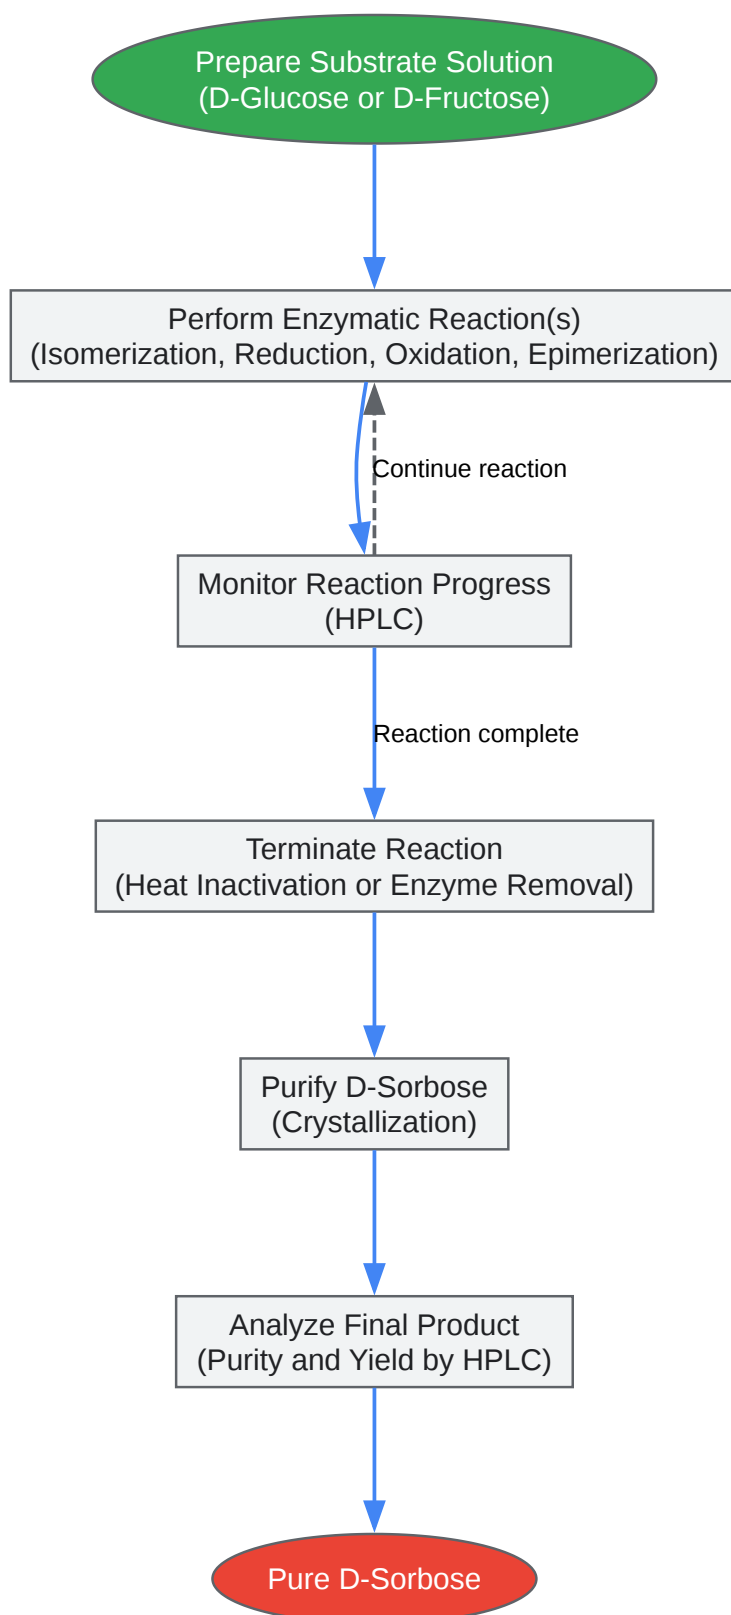 Prepare Substrate Solution
(D-Glucose or D-Fructose)
Perform Enzymatic Reaction(s)
(Isomerization, Reduction, Oxidation, Epimerization)
Continue reaction
Monitor Reaction Progress
(HPLC)
Reaction complete
Terminate Reaction
(Heat Inactivation or Enzyme Removal)
Purify D-Sorbose
(Crystallization)
Analyze Final Product
(Purity and Yield by HPLC)
Pure D-Sorbose